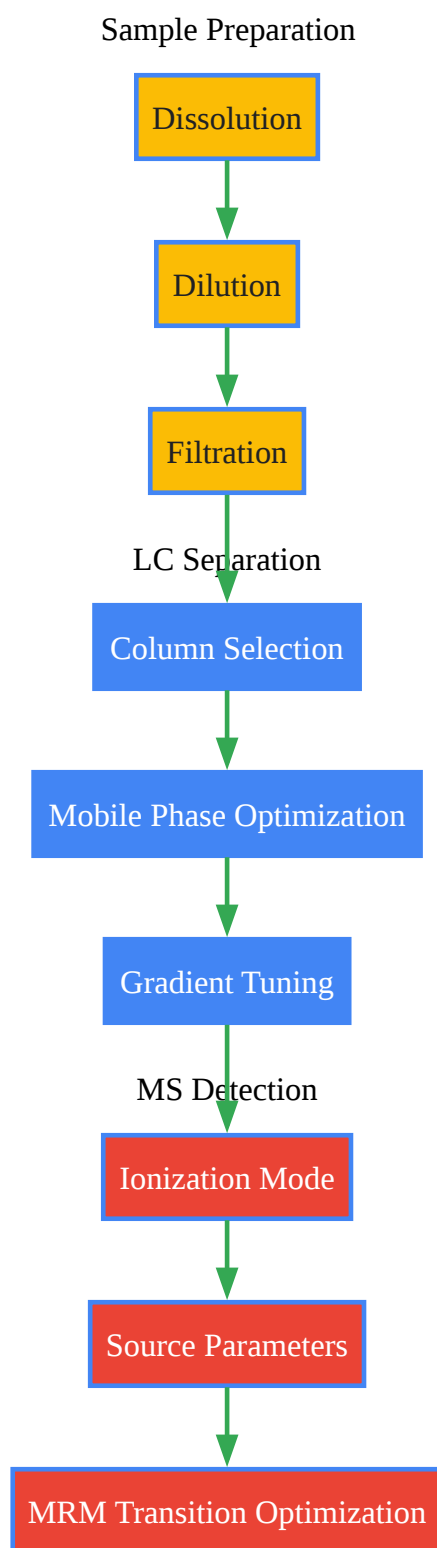 Sample Preparation
Dissolution
Dilution
Filtration
LC Separation
Column Selection
Mobile Phase Optimization
Gradient Tuning
MS Detection
Ionization Mode
Source Parameters
MRM Transition Optimization